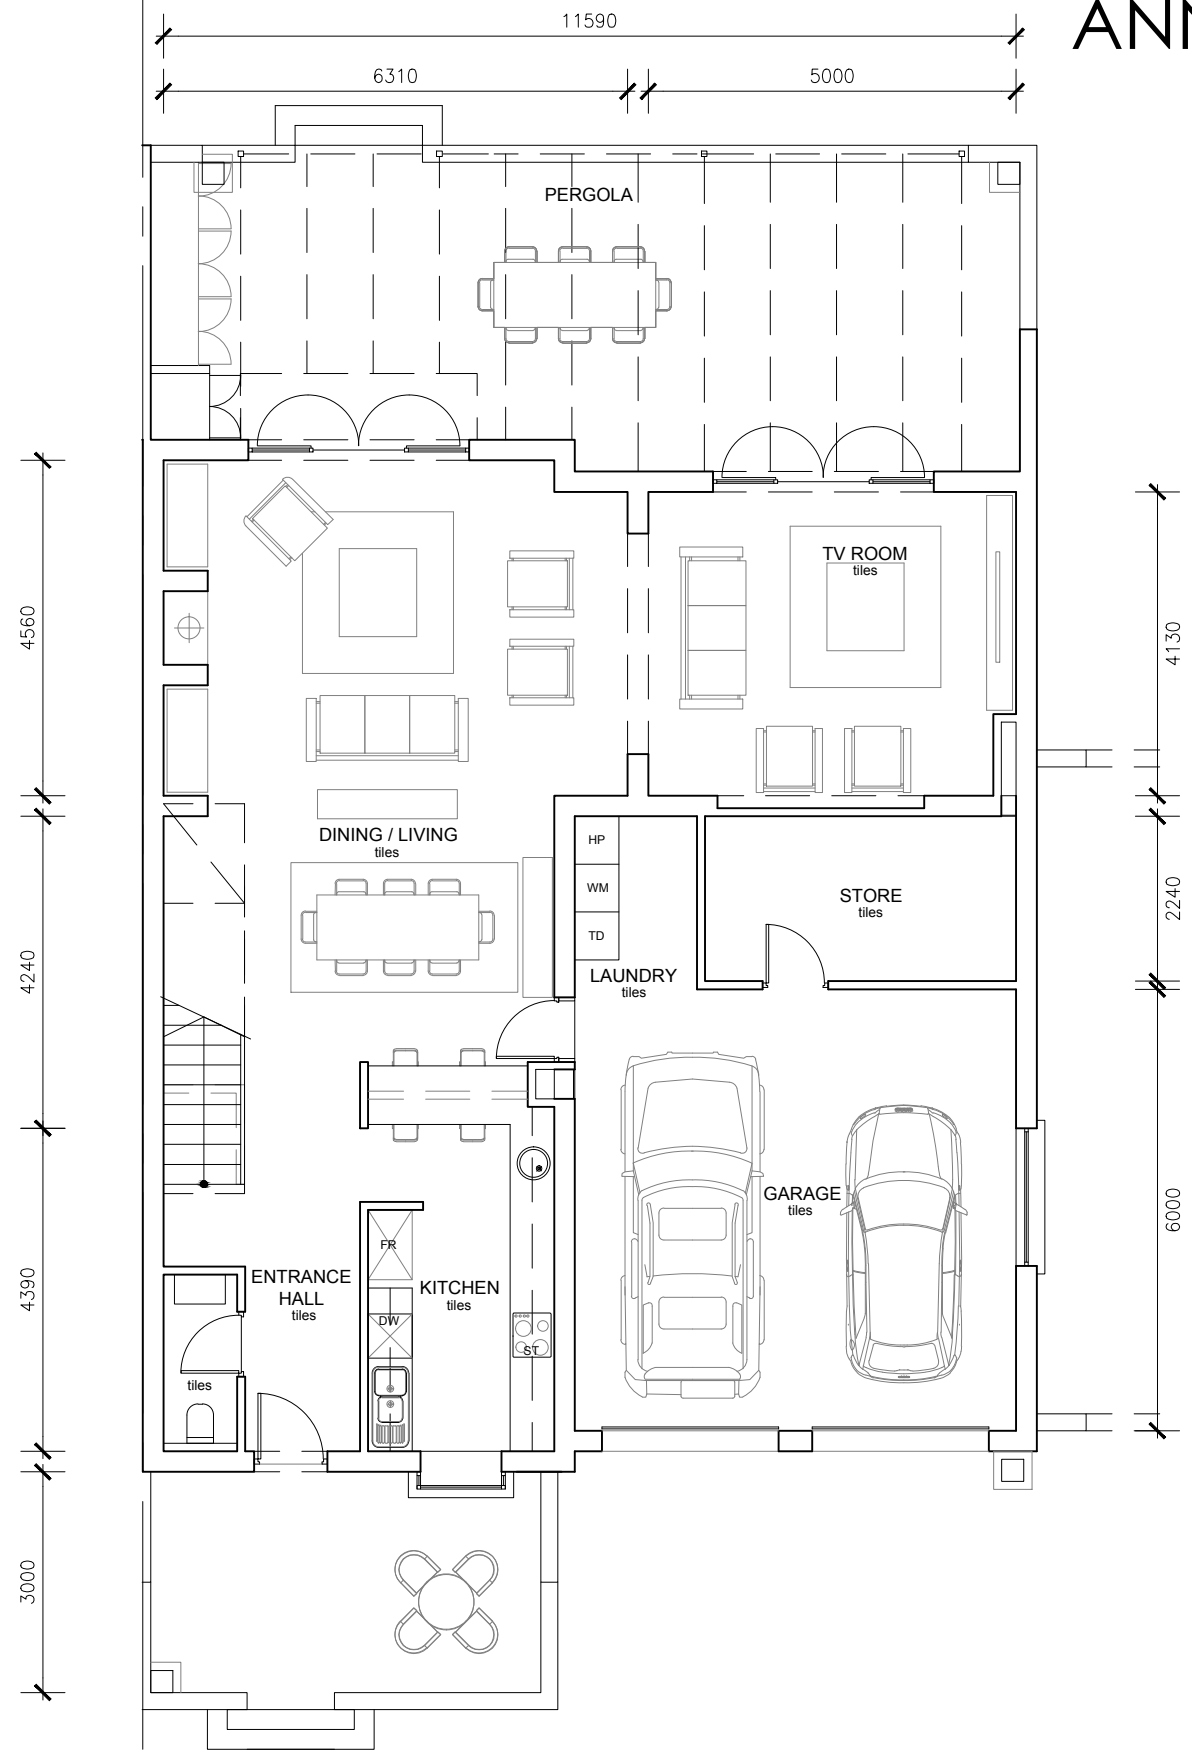 11590
ANN
6310
5000
PERGOLA
TV ROOM
tiles
4560
4130
DINING / LIVING
tiles
HP
WM
TD
STORE
tiles
2240
4240
LAUNDRY
tiles
GARAGE
tiles
6000
FR
ENTRANCE
HALL
tiles
KITCHEN
tiles
4390
DW
ST
tiles
3000